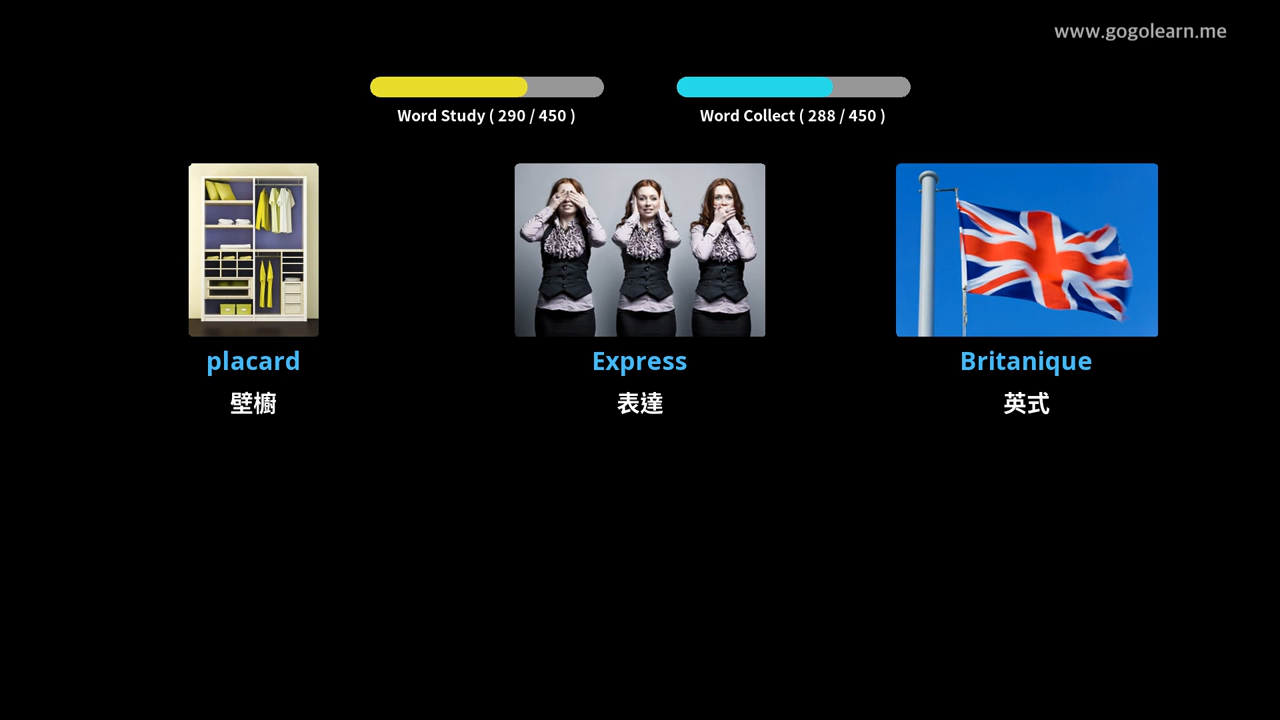 www.gogolearn.me
Word Study ( 290 / 450 )
Word Collect ( 288 / 450 )
placard
壁櫥
Express
表達
Britanique
英式